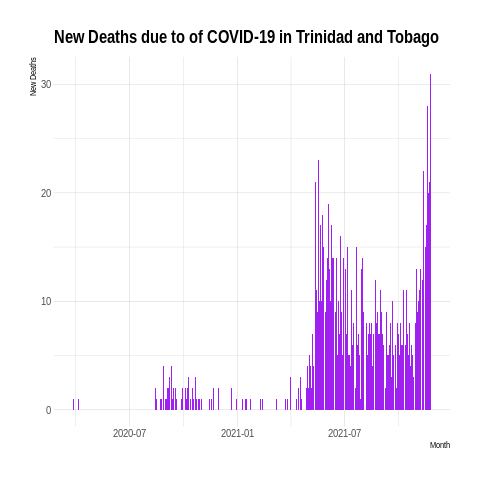 New Deaths due to of COVID-19 in Trinidad and Tobago
New Deaths
30
20
10
0
2020-07 2021-01 2021-07
Month